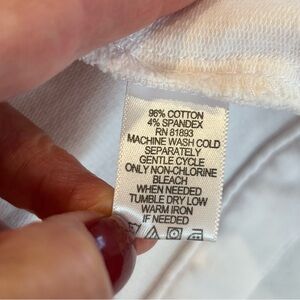 96% COTTON
4% SPANDEX
RN 81893
MACHINE WASH COLD
SEPARATELY
GENTLE CYCLE
ONLY NON-CHLORINE
BLEACH
WHEN NEEDED
TUMBLE DRY LOW
WARM IRON
IF NEEDED